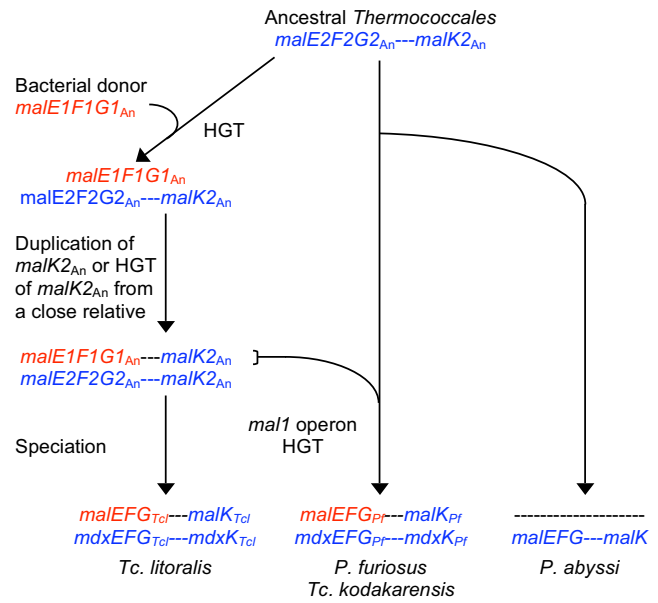 Ancestral Thermococcales
malE2F2G2An---malK2An
Bacterial donor
malE1F1G1An
HGT
malE1F1G1An
malE2F2G2An---malK2An
Duplication of
malK2An or HGT
of malK2An from
a close relative
malE1F1G1An---malK2An
malE2F2G2An---malK2An
Speciation
mal1 operon
HGT
malEFGTcl---malKTcl
mdxEFGTcl---mdxKTcl
Tc. litoralis
malEFGPf---malKPf
mdxEFGPf---mdxKPf
P. furiosus
Tc. kodakarensis
--------------------
malEFG---malK
P. abyssi